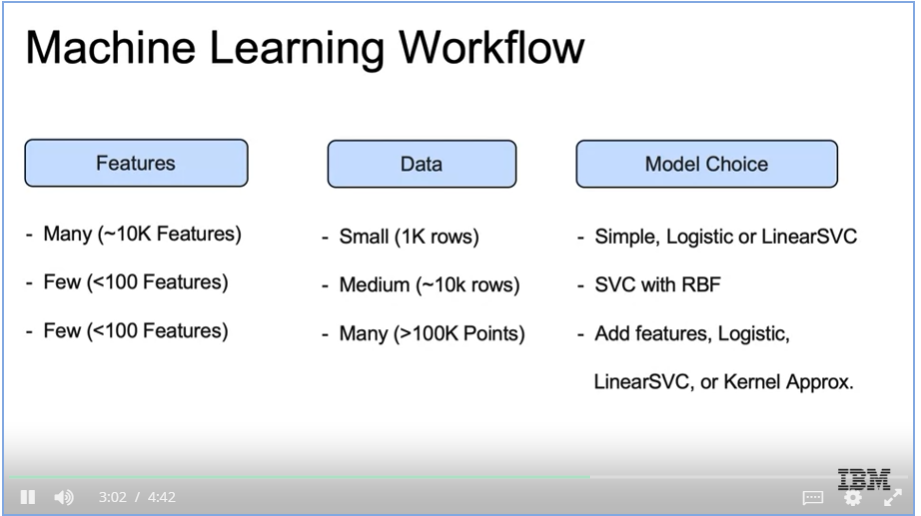 Machine Learning Workflow
Features
Data
Model Choice
- Many (~10K Features)
- Small (1K rows)
- Simple, Logistic or LinearSVC
- Few (<100 Features)
- Medium (~10k rows)
- SVC with RBF
- Few (<100 Features)
- Many (>100K Points)
- Add features, Logistic,
LinearSVC, or Kernel Approx.
IBM
3:02 / 4:42